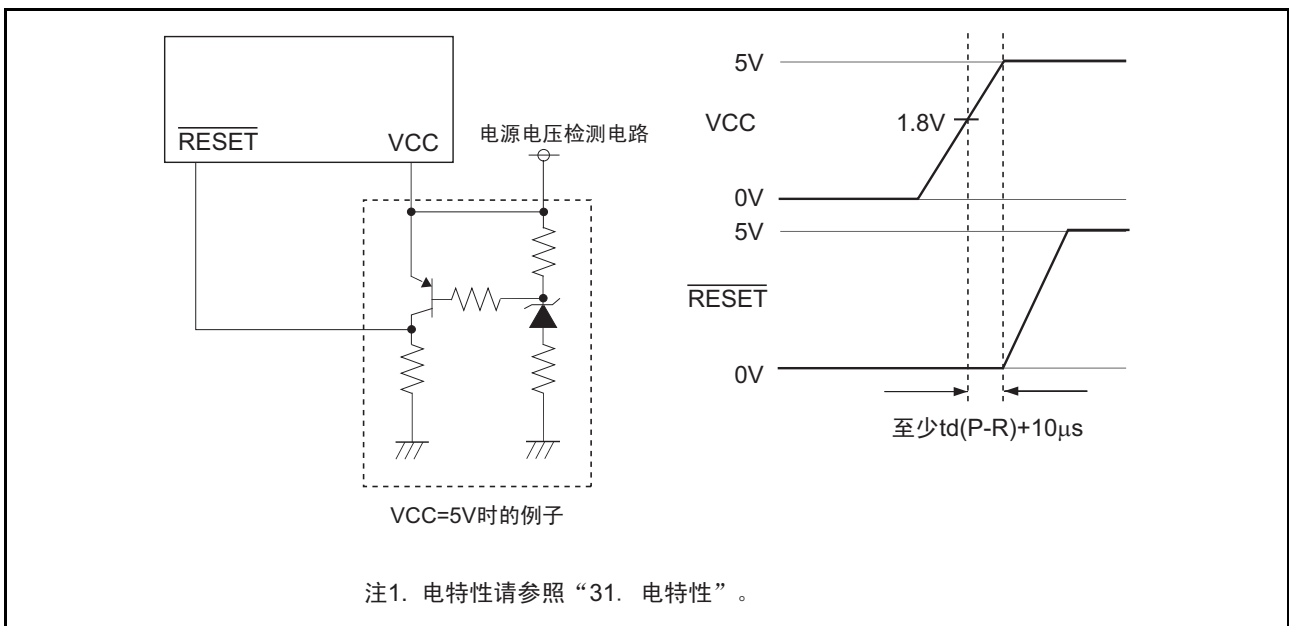 RESET
VCC
电源电压检测电路
VCC=5V时的例子
5V
VCC
1.8V
0V
5V
RESET
0V
至少td(P-R)+10μs
注1. 电特性请参照“31. 电特性”。